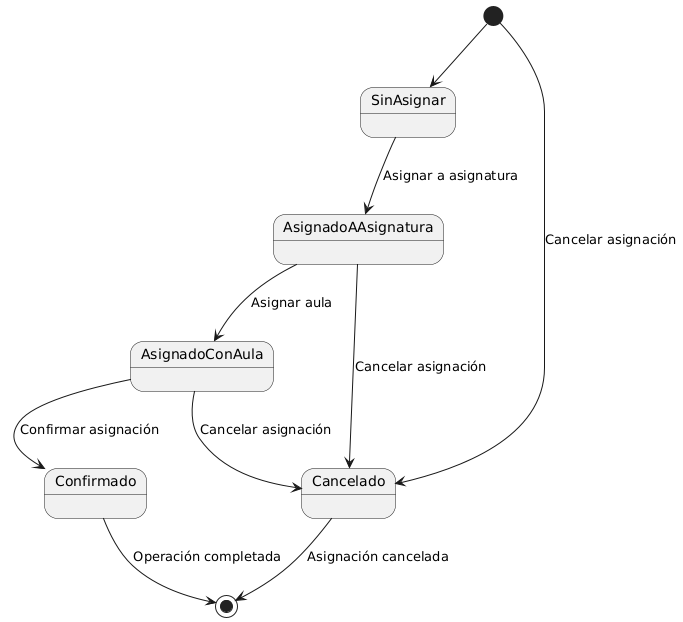 SinAsignar
Asignar a asignatura
AsignadoAAsignatura
Cancelar asignación
Asignar aula
AsignadoConAula
Cancelar asignación
Confirmar asignación
Cancelar asignación
Confirmado
Cancelado
Operación completada
Asignación cancelada